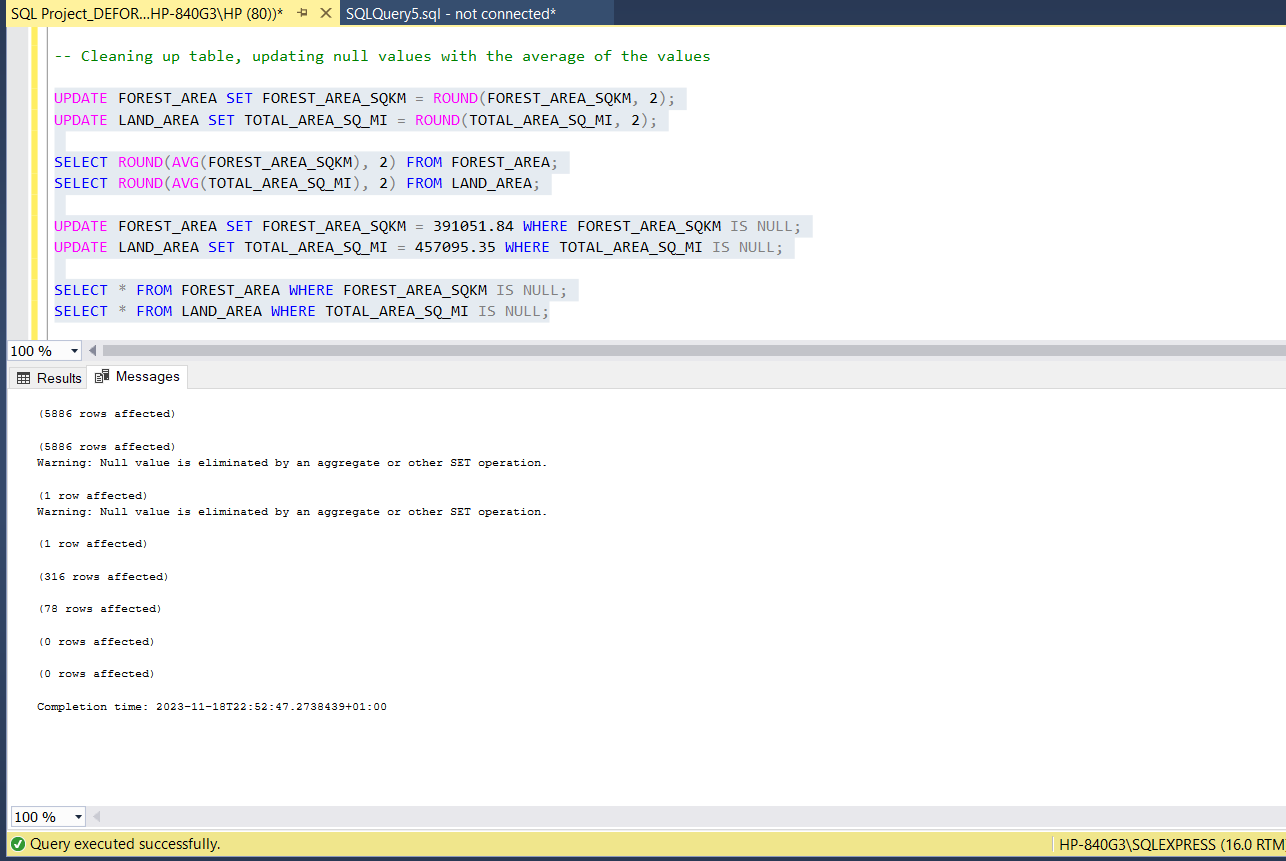 SQL Project_DEFOR...HP-840G3\HP (80))* SQLQuery5.sql - not connected*
-- Cleaning up table, updating null values with the average of the values
UPDATE FOREST_AREA SET FOREST_AREA_SQKM = ROUND(FOREST_AREA_SQKM, 2);
UPDATE LAND_AREA SET TOTAL_AREA_SQ_MI = ROUND(TOTAL_AREA_SQ_MI, 2);
SELECT ROUND(AVG(FOREST_AREA_SQKM), 2) FROM FOREST_AREA;
SELECT ROUND(AVG(TOTAL_AREA_SQ_MI), 2) FROM LAND_AREA;
UPDATE FOREST_AREA SET FOREST_AREA_SQKM = 391051.84 WHERE FOREST_AREA_SQKM IS NULL;
UPDATE LAND_AREA SET TOTAL_AREA_SQ_MI = 457095.35 WHERE TOTAL_AREA_SQ_MI IS NULL;
SELECT * FROM FOREST_AREA WHERE FOREST_AREA_SQKM IS NULL;
SELECT * FROM LAND_AREA WHERE TOTAL_AREA_SQ_MI IS NULL;
100 %
Results Messages
(5886 rows affected)
(5886 rows affected)
Warning: Null value is eliminated by an aggregate or other SET operation.
(1 row affected)
Warning: Null value is eliminated by an aggregate or other SET operation.
(1 row affected)
(316 rows affected)
(78 rows affected)
(0 rows affected)
(0 rows affected)
Completion time: 2023-11-18T22:52:47.2738439+01:00
100 %
Query executed successfully. HP-840G3\SQLEXPRESS (16.0 RTM